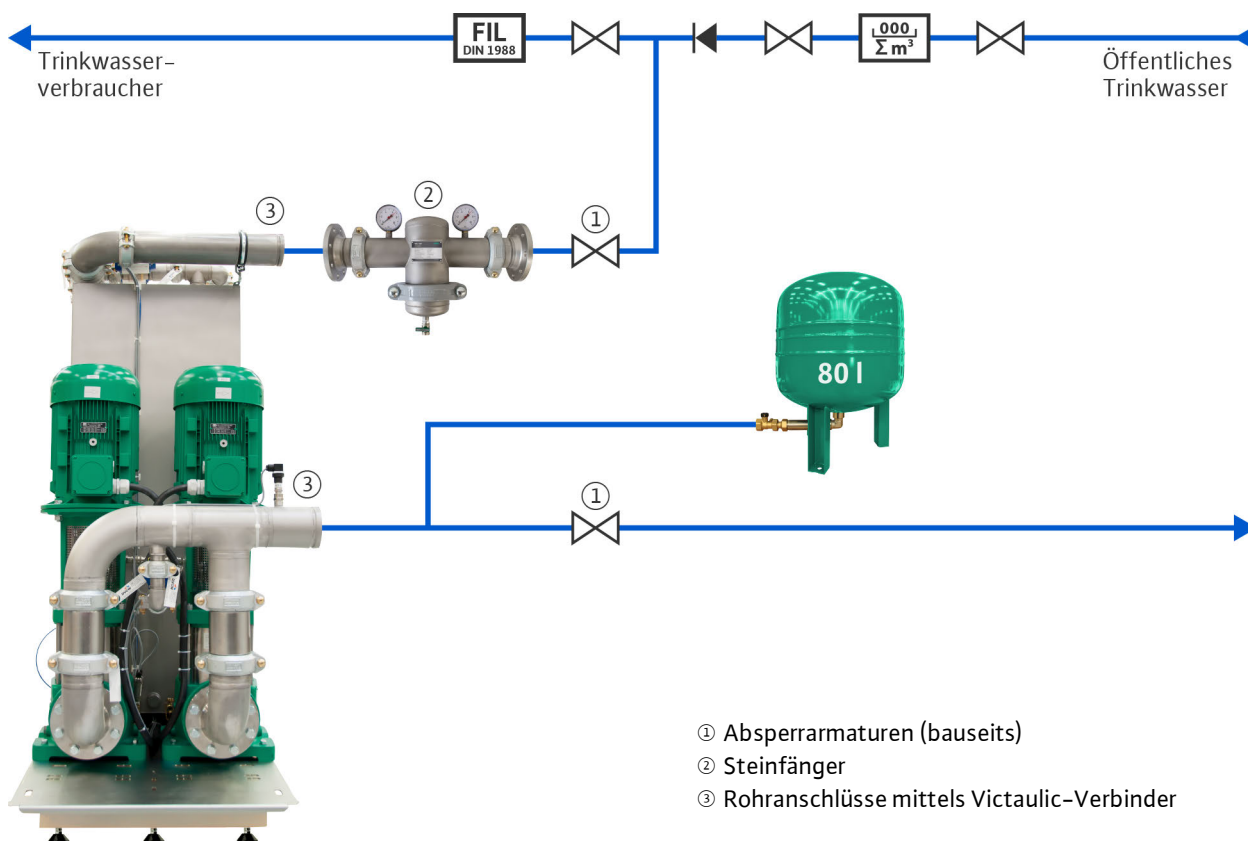 FIL
DIN 1988
000
Σ m³
Trinkwasser-
verbraucher
Öffentliches
Trinkwasser
②
③
①
80 l
③
①
① Absperrarmaturen (bauseits)
② Steinfänger
③ Rohranschlüsse mittels Victaulic-Verbinder